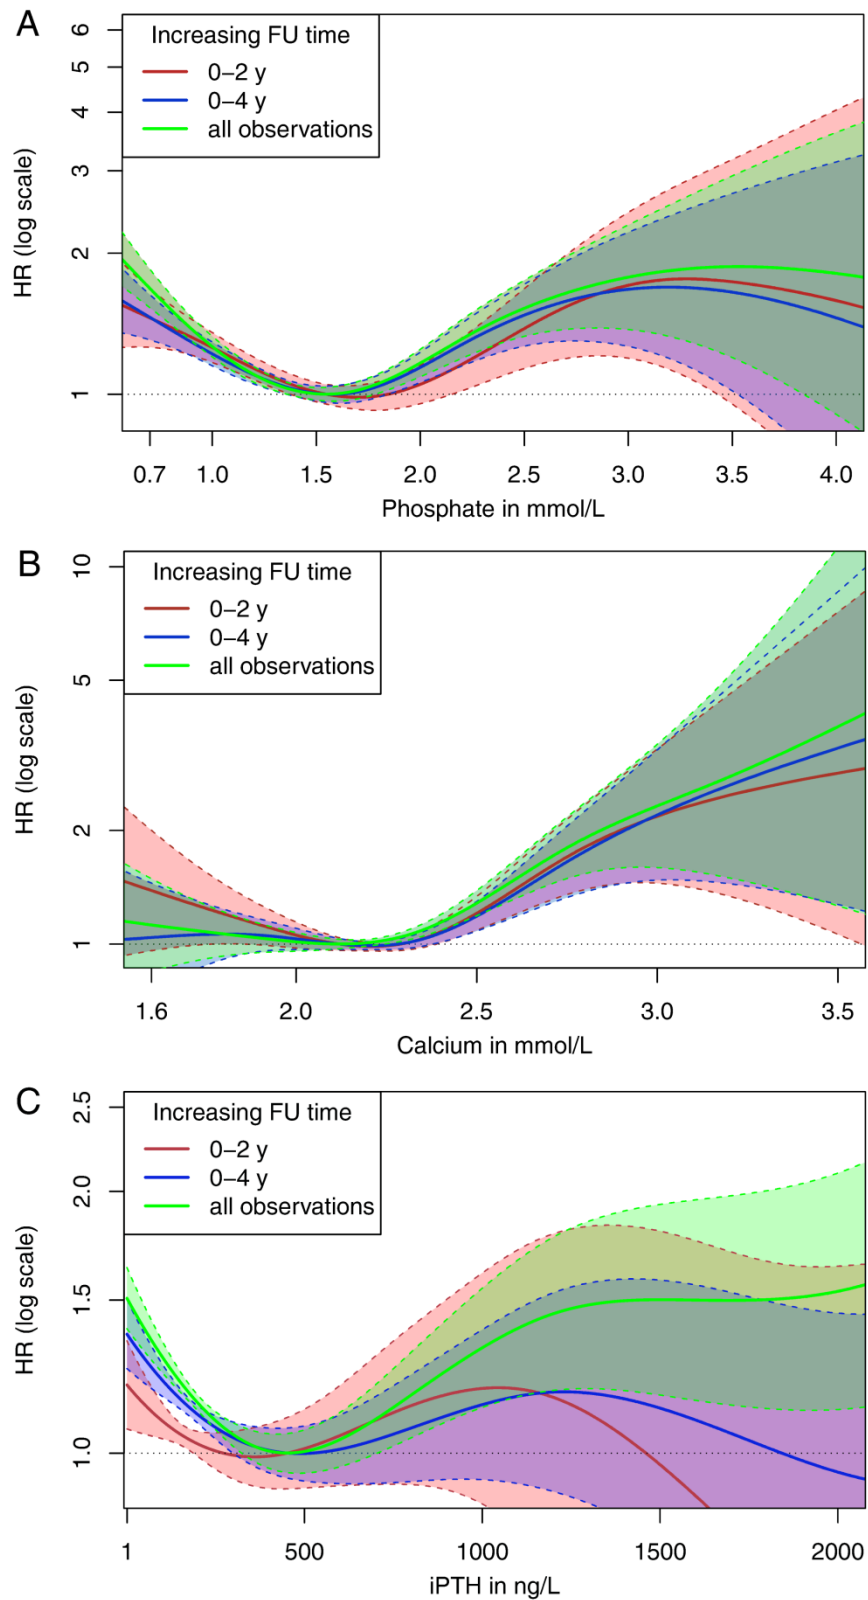 A
Increasing FU time
0−2 y
0−4 y
all observations
HR (log scale)
6
5
4
3
2
1
0.7 1.0 1.5 2.0 2.5 3.0 3.5 4.0
Phosphate in mmol/L
B
Increasing FU time
0−2 y
0−4 y
all observations
HR (log scale)
10
5
2
1
1.6 2.0 2.5 3.0 3.5
Calcium in mmol/L
C
Increasing FU time
0−2 y
0−4 y
all observations
HR (log scale)
2.5
2.0
1.5
1.0
1 500 1000 1500 2000
iPTH in ng/L